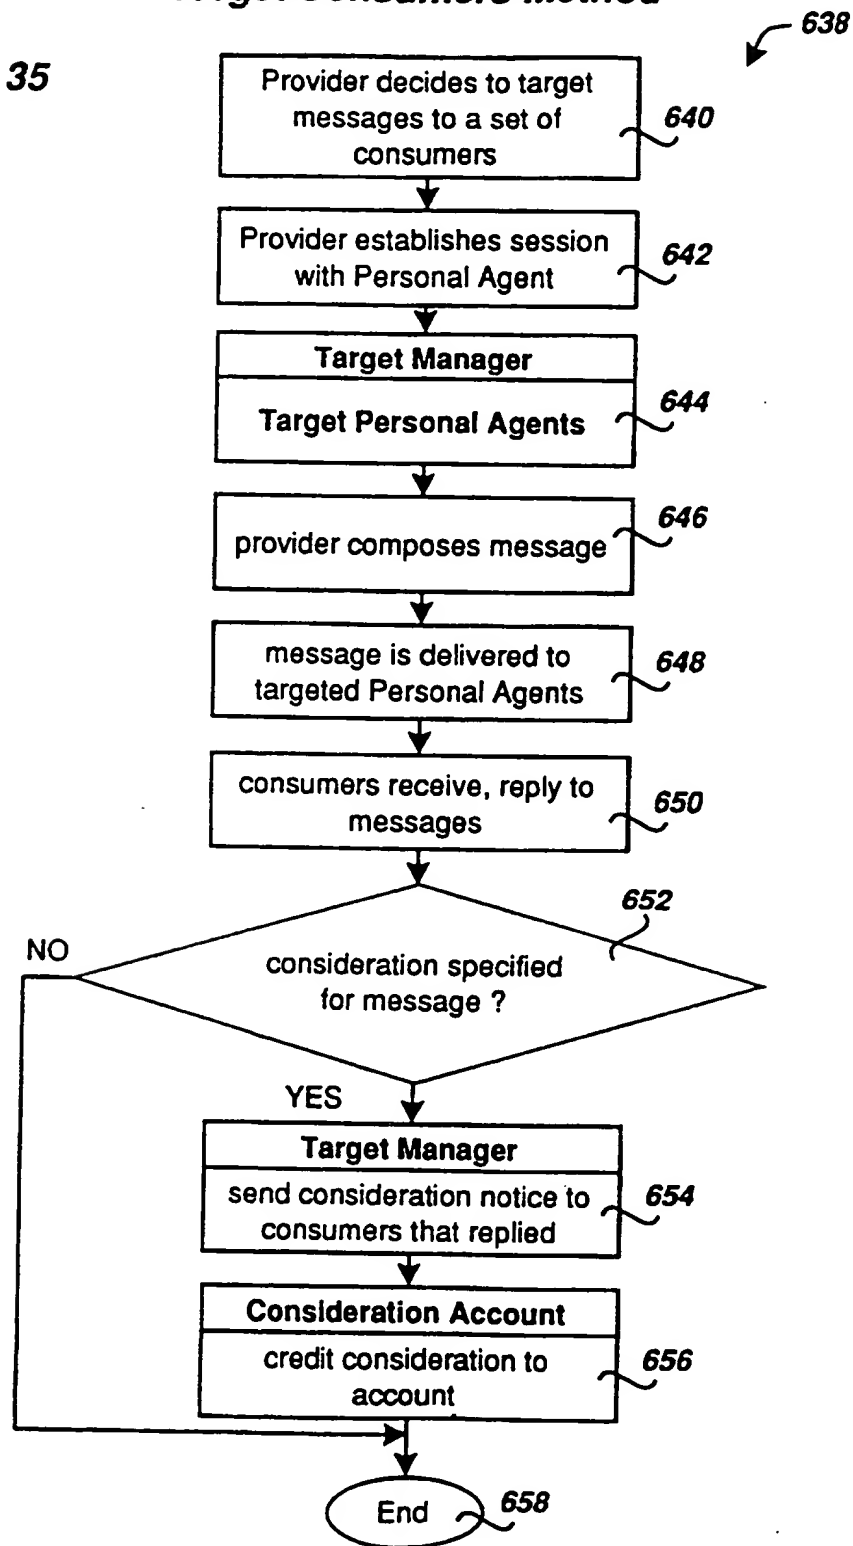 Target Consumers Method
638
35
Provider decides to target
messages to a set of
consumers
640
Provider establishes session
with Personal Agent
642
Target Manager
Target Personal Agents
644
provider composes message
646
message is delivered to
targeted Personal Agents
648
consumers receive, reply to
messages
650
652
NO
consideration specified
for message ?
YES
Target Manager
send consideration notice to
consumers that replied
654
Consideration Account
credit consideration to
account
656
End
658